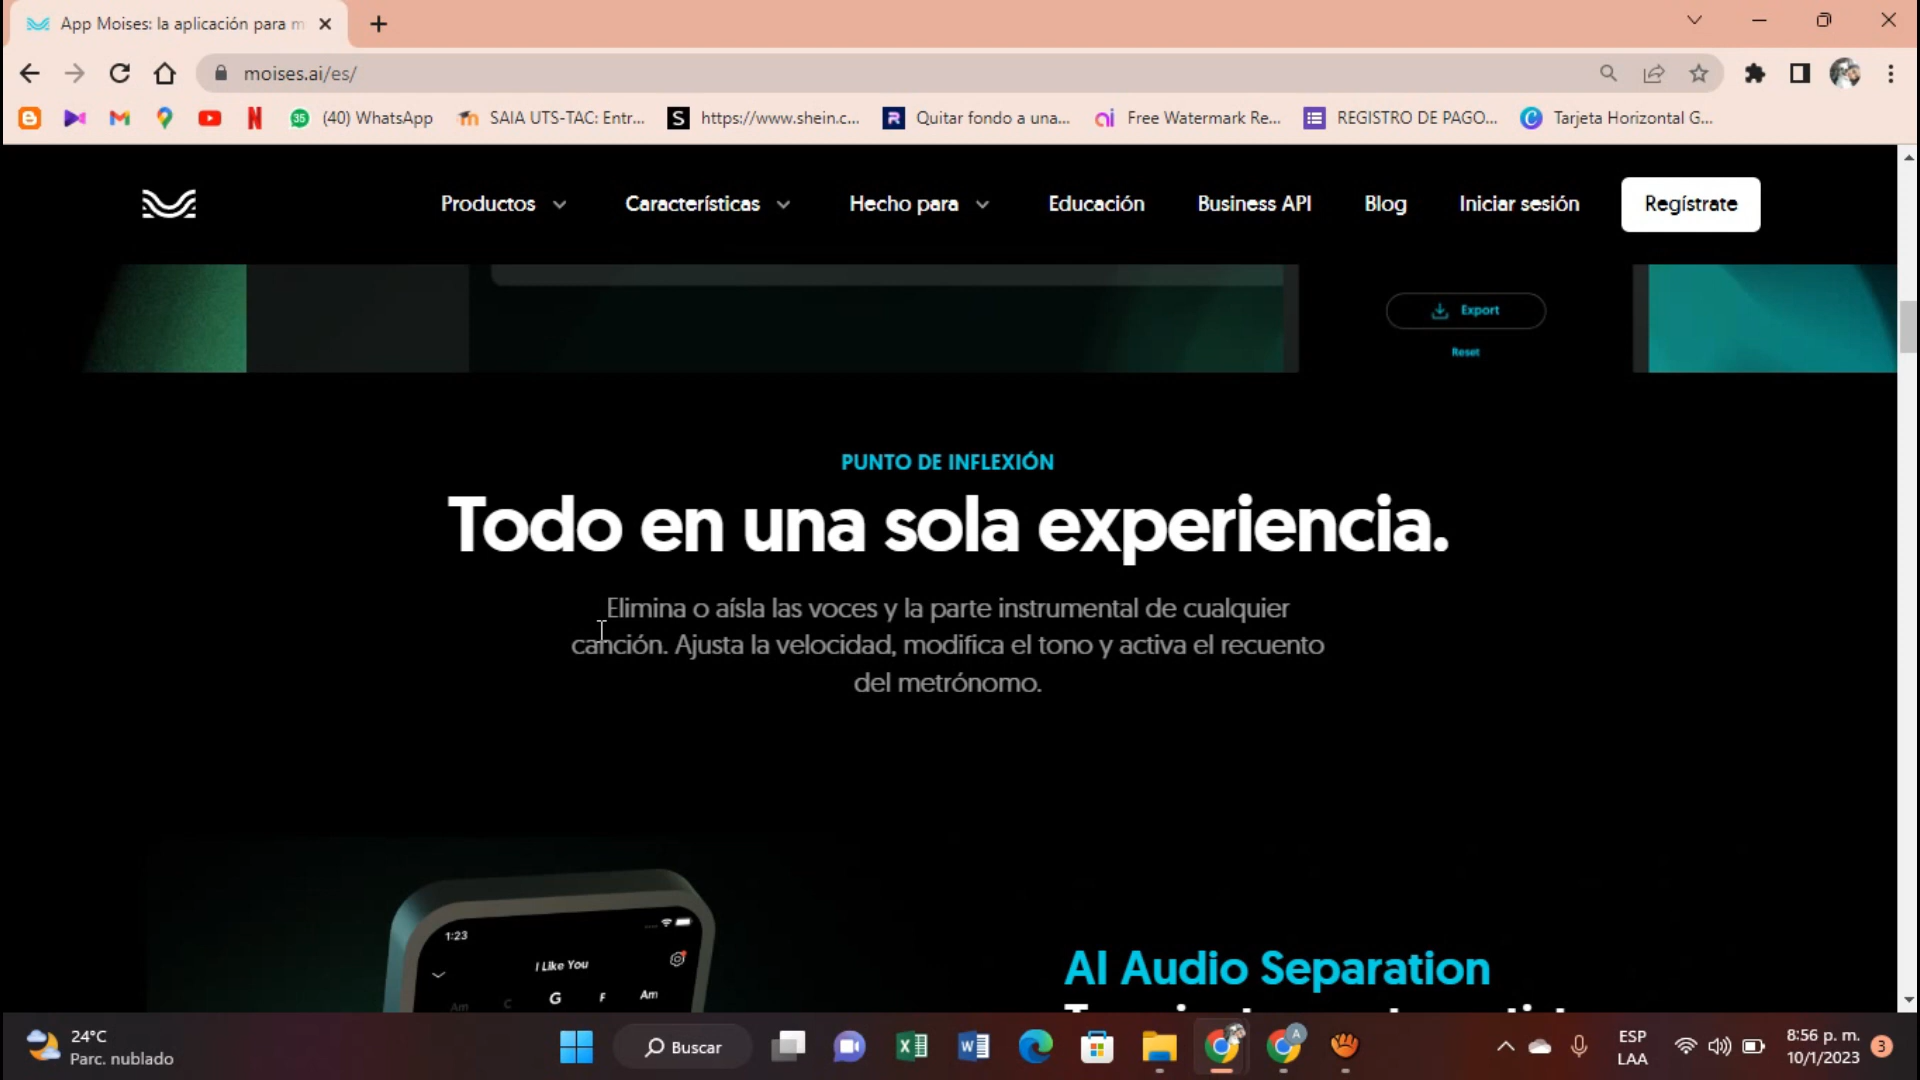 App Moises: la aplicación para m
moises.ai/es/
(40) WhatsApp
SAIA UTS-TAC: Entr...
https://www.shein.c...
Quitar fondo a una...
Free Watermark Re...
REGISTRO DE PAGO...
Tarjeta Horizontal G...
Productos
Características
Hecho para
Educación
Business API
Blog
Iniciar sesión
Regístrate
Export
Reset
PUNTO DE INFLEXIÓN
Todo en una sola experiencia.
Elimina o aísla las voces y la parte instrumental de cualquier
canción. Ajusta la velocidad, modifica el tono y activa el recuento
del metrónomo.
1:23
I Like You
Am C G F Am
AI Audio Separation
24°C
Parc. nublado
Buscar
ESP
LAA
8:56 p. m.
10/1/2023
3